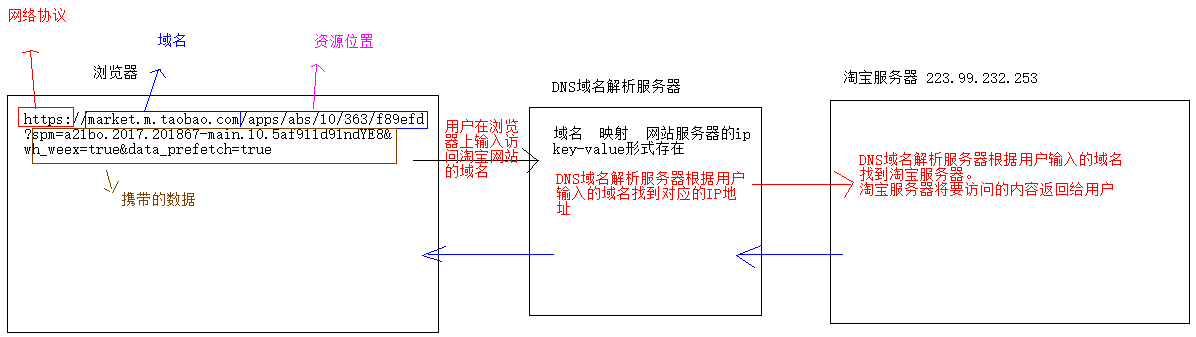 网络协议
域名
资源位置
浏览器
https://market.m.taobao.com/apps/abs/10/363/f89efd
?spm=a21bo.2017.201867-main.10.5af911d91ndYE8&
wh_weex=true&data_prefetch=true
携带的数据
用户在浏览
器上输入访
问淘宝网站
的域名
DNS域名解析服务器
域名 映射 网站服务器的ip
key-value形式存在
DNS域名解析服务器根据用户
输入的域名找到对应的IP地
址
淘宝服务器 223.99.232.253
DNS域名解析服务器根据用户输入的域名
找到淘宝服务器。
淘宝服务器将要访问的内容返回给用户